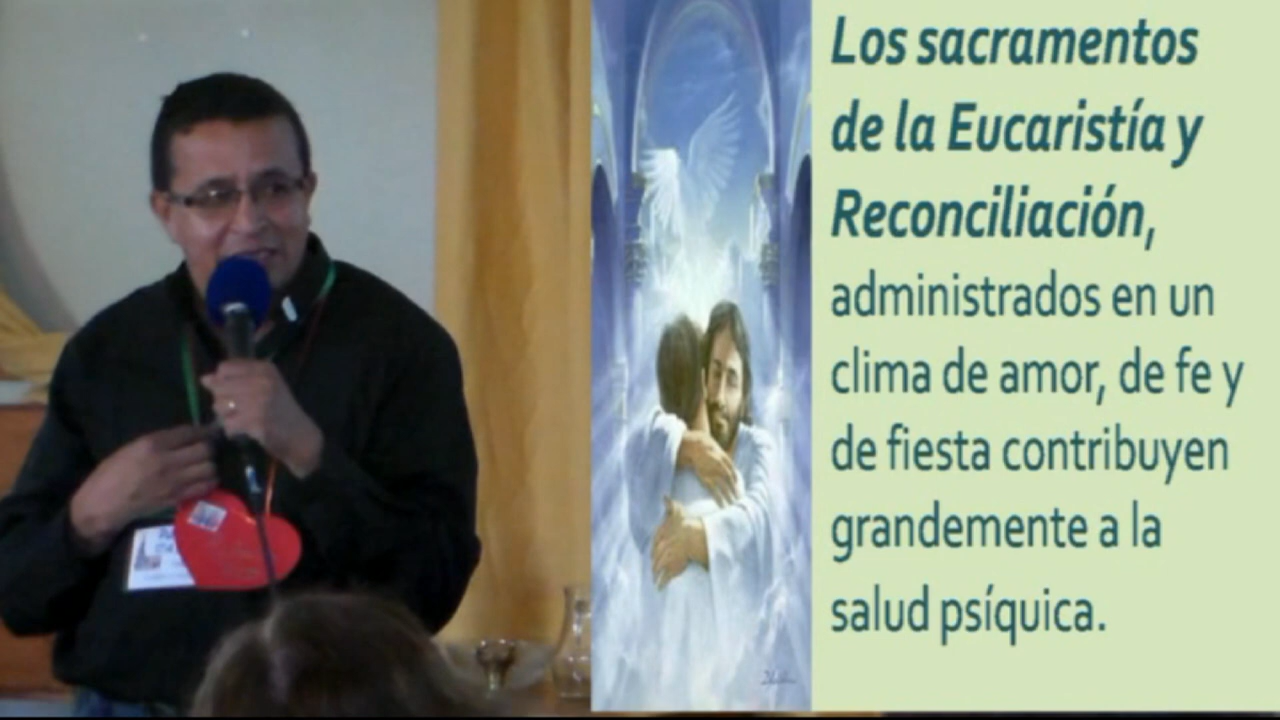 Los sacramentos
de la Eucaristía y
Reconciliación,
administrados en un
clima de amor, de fe y
de fiesta contribuyen
grandemente a la
salud psíquica.